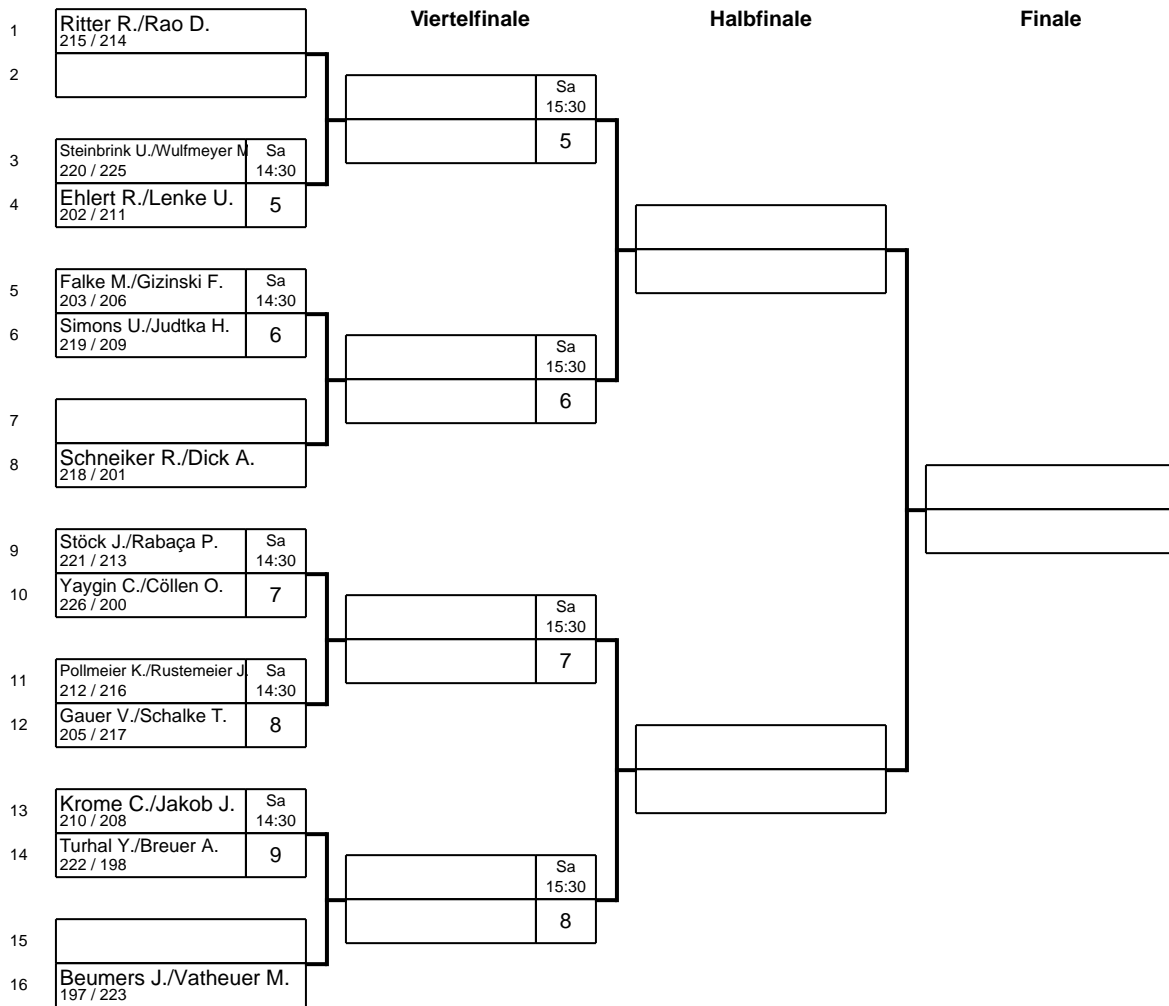 Viertelfinale Halbfinale Finale
1 Ritter R./Rao D.
215 / 214
2
Sa
15:30
5
3 Steinbrink U./Wulfmeyer M Sa
220 / 225 14:30
4 Ehlert R./Lenke U. 5
202 / 211
5 Falke M./Gizinski F. Sa
203 / 206 14:30
6 Simons U./Judtka H. 6
219 / 209
Sa
15:30
6
7
8 Schneiker R./Dick A.
218 / 201
9 Stöck J./Rabaça P. Sa
221 / 213 14:30
10 Yaygin C./Cöllen O. 7
226 / 200
Sa
15:30
7
11 Pollmeier K./Rustemeier J. Sa
212 / 216 14:30
12 Gauer V./Schalke T. 8
205 / 217
13 Krome C./Jakob J. Sa
210 / 208 14:30
14 Turhal Y./Breuer A. 9
222 / 198
Sa
15:30
8
15
16 Beumers J./Vatheuer M.
197 / 223